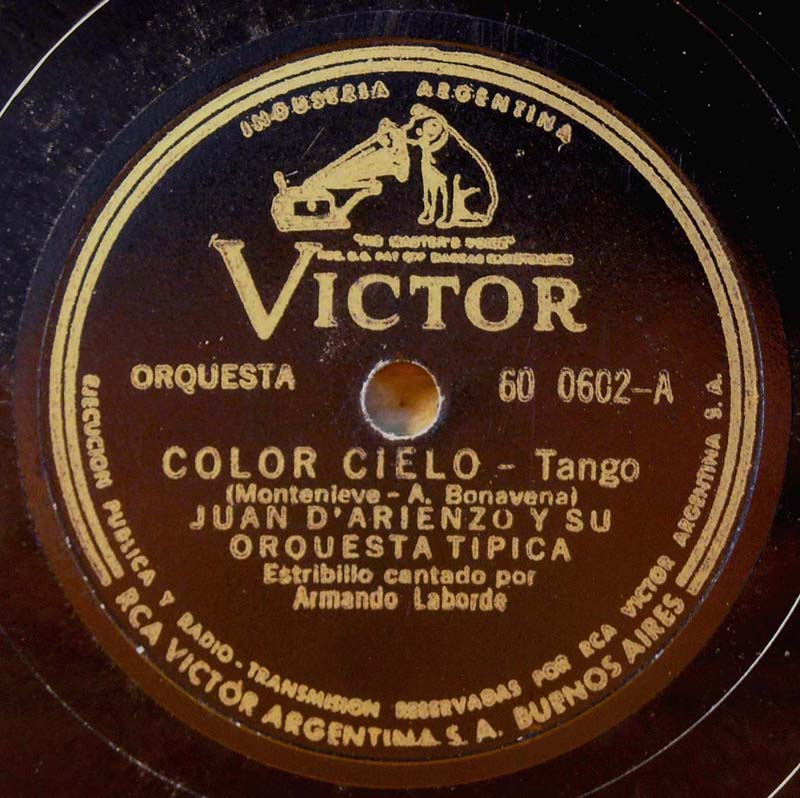 INDUSTRIA ARGENTINA
"HIS MASTER'S VOICE"
VICTOR
ORQUESTA
60 0602-A
COLOR CIELO - Tango
(Montenieve - A. Bonavena)
JUAN D'ARIENZO Y SU
ORQUESTA TIPICA
Estribillo cantado por
Armando Laborde
EJECUCION PUBLICA Y RADIO-TRANSMISION RESERVADAS POR RCA VICTOR ARGENTINA S.A.
RCA VICTOR ARGENTINA S.A. BUENOS AIRES